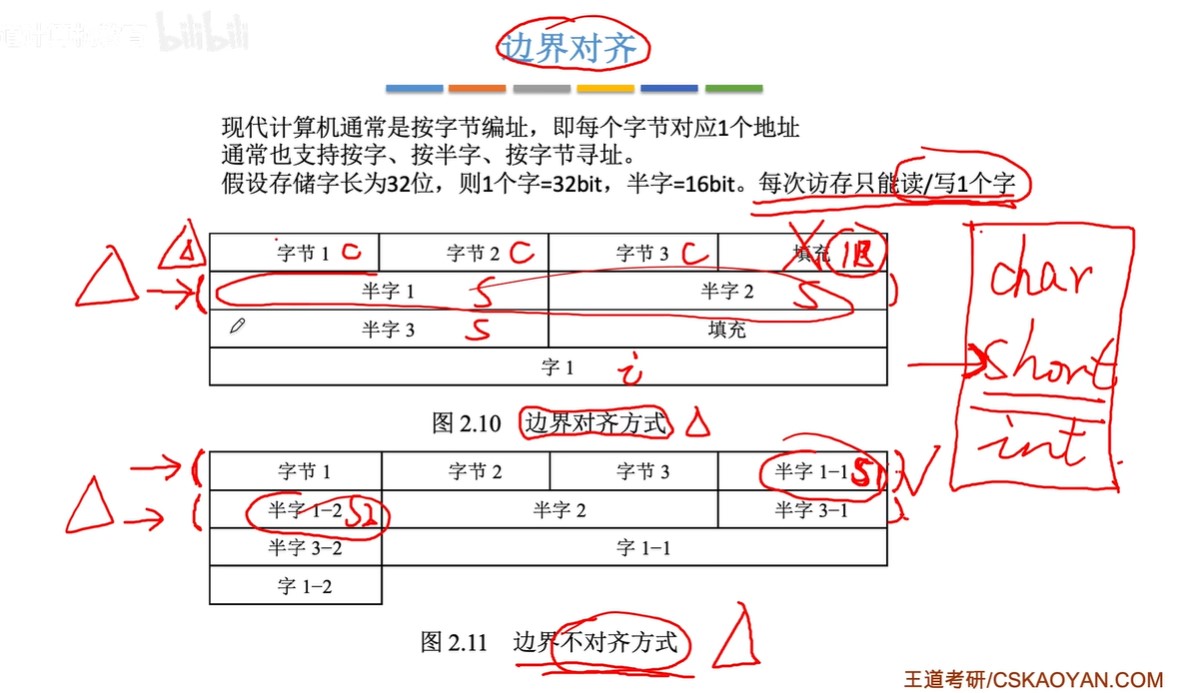 bilibili
边界对齐
现代计算机通常是按字节编址，即每个字节对应1个地址
通常也支持按字、按半字、按字节寻址。
假设存储字长为32位，则1个字=32bit，半字=16bit。每次访存只能读/写1个字
字节 1 C 字节 2 C 字节 3 C 填充 1B
半字 1 S 半字 2 S
半字 3 S 填充
字 1 i
char
short
int
图 2.10 边界对齐方式
字节 1 字节 2 字节 3 半字 1-1 S1
半字 1-2 S2 半字 2 半字 3-1
半字 3-2 字 1-1
字 1-2
图 2.11 边界不对齐方式
王道考研/CSKAOYAN.COM